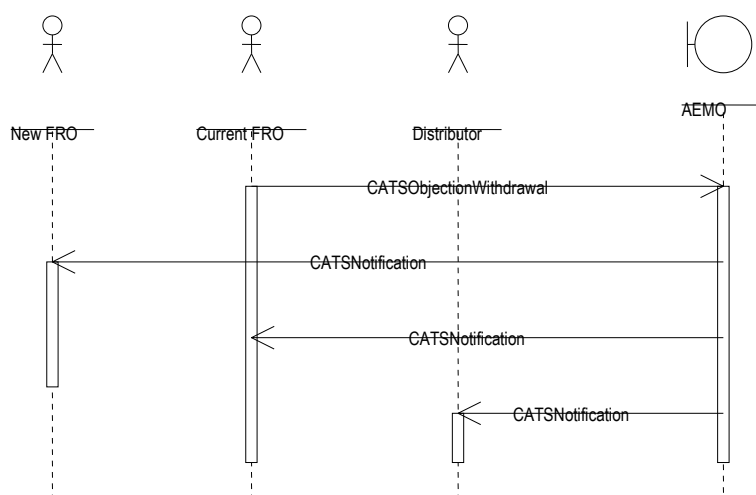 AEMO
New FRO
Current FRO
Distributor
CATSObjectionWithdrawal
CATSNotification
CATSNotification
CATSNotification